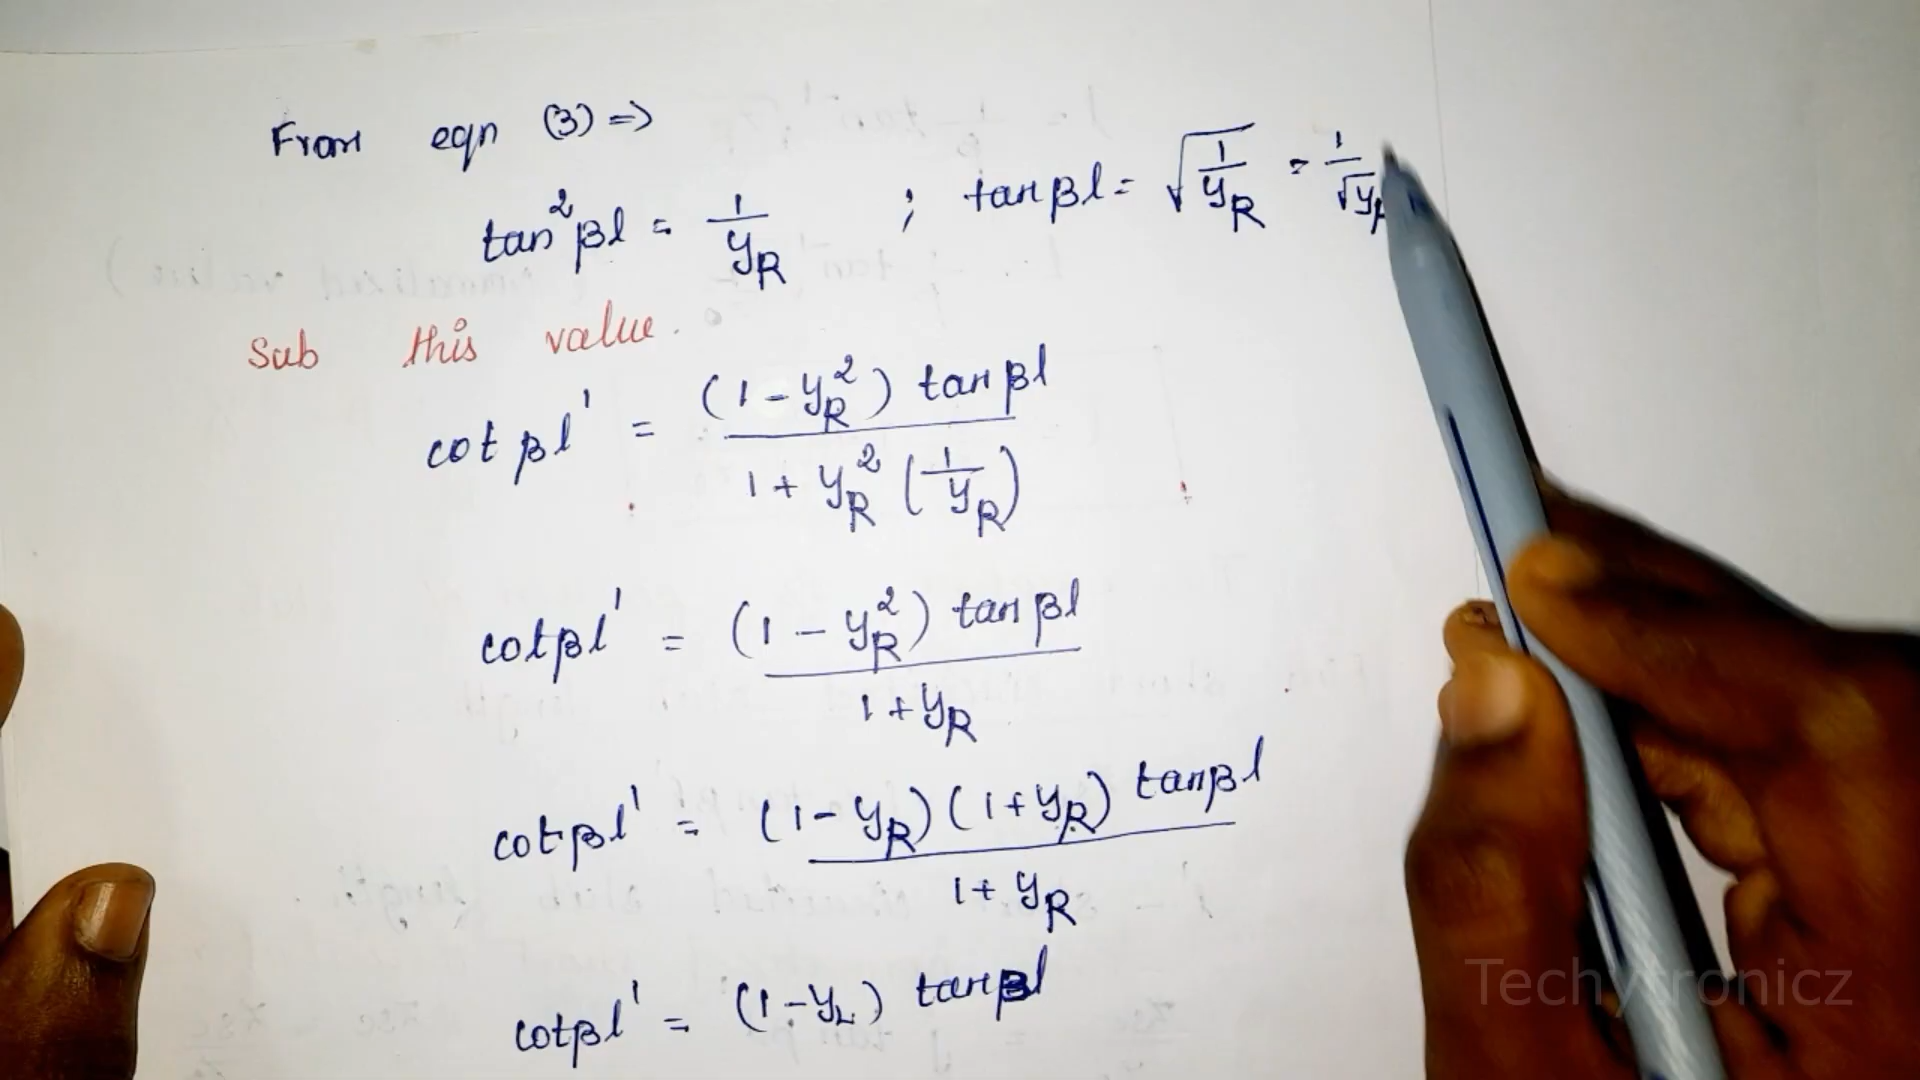 From eqn (3) =>
tan²βl = 1/y_R ; tanβl = √(1/y_R) = 1/√y
Sub this value.
cot βl' = (1 - y_R²) tanβl / 1 + y_R² (1/y_R)
cotβl' = (1 - y_R²) tanβl / 1 + y_R
cotβl' = (1 - y_R)(1 + y_R) tanβl / 1 + y_R
cotβl' = (1 - y_L) tanβl
Techytronicz